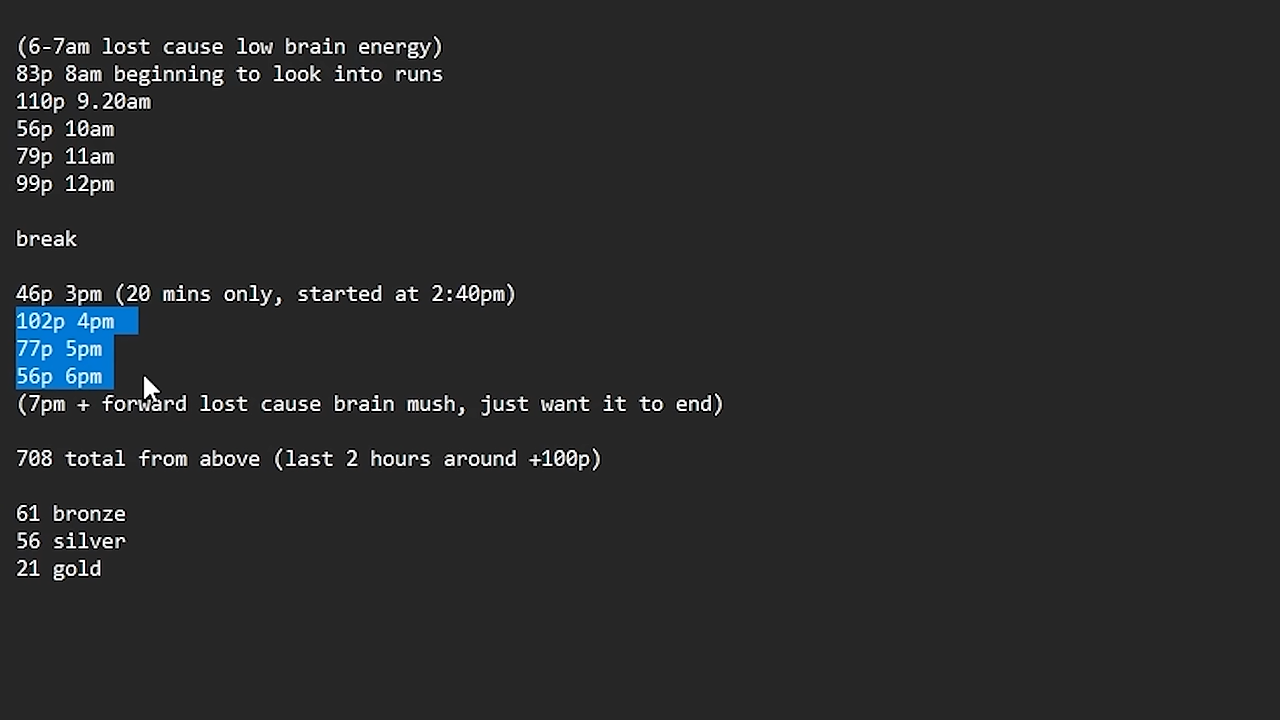 (6-7am lost cause low brain energy)
83p 8am beginning to look into runs
110p 9.20am
56p 10am
79p 11am
99p 12pm
break
46p 3pm (20 mins only, started at 2:40pm)
102p 4pm
77p 5pm
56p 6pm
(7pm + forward lost cause brain mush, just want it to end)
708 total from above (last 2 hours around +100p)
61 bronze
56 silver
21 gold